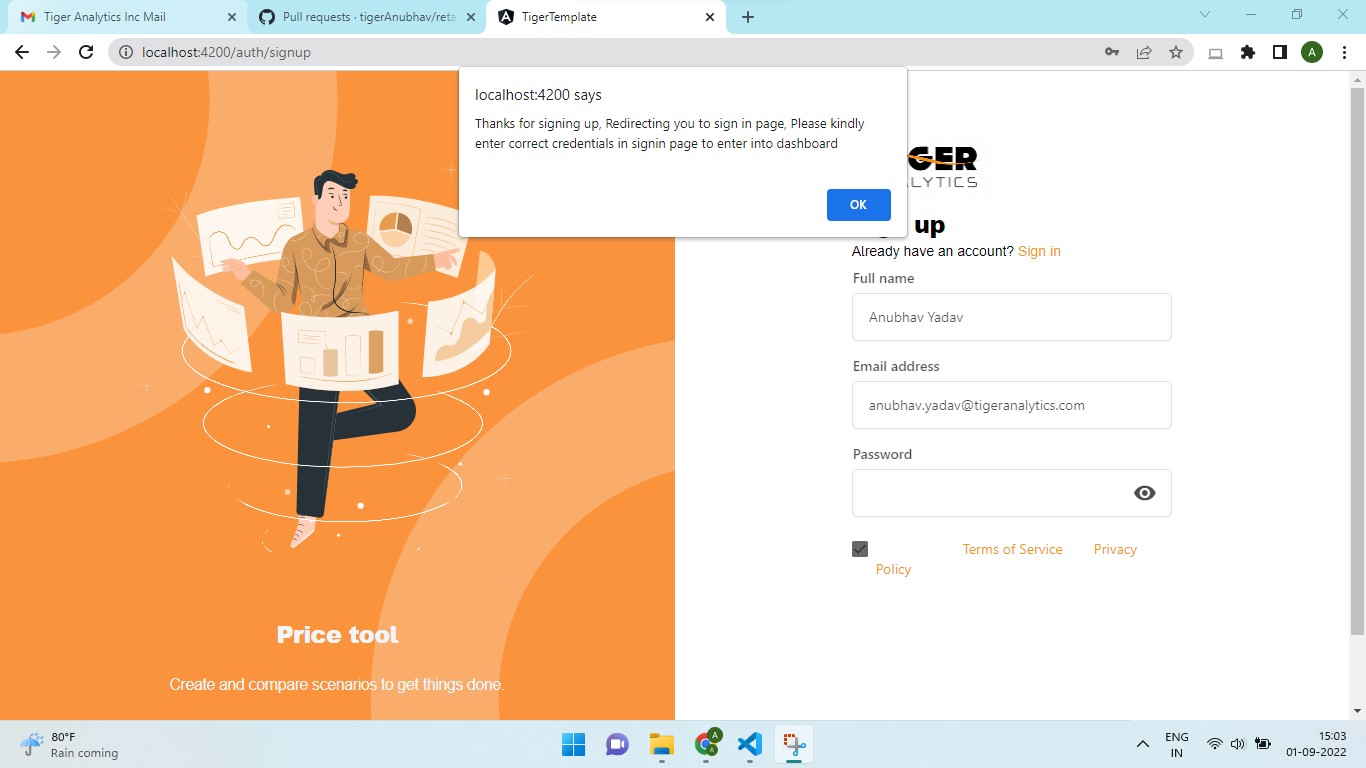 Tiger Analytics Inc Mail
Pull requests · tigerAnubhav/reta
TigerTemplate
localhost:4200/auth/signup
A
localhost:4200 says
Thanks for signing up, Redirecting you to sign in page, Please kindly
enter correct credentials in signin page to enter into dashboard
OK
GER
LYTICS
up
Already have an account? Sign in
Full name
Anubhav Yadav
Email address
anubhav.yadav@tigeranalytics.com
Password
Terms of Service Privacy
Policy
Price tool
Create and compare scenarios to get things done.
80°F
Rain coming
A
A
ENG
IN
15:03
01-09-2022